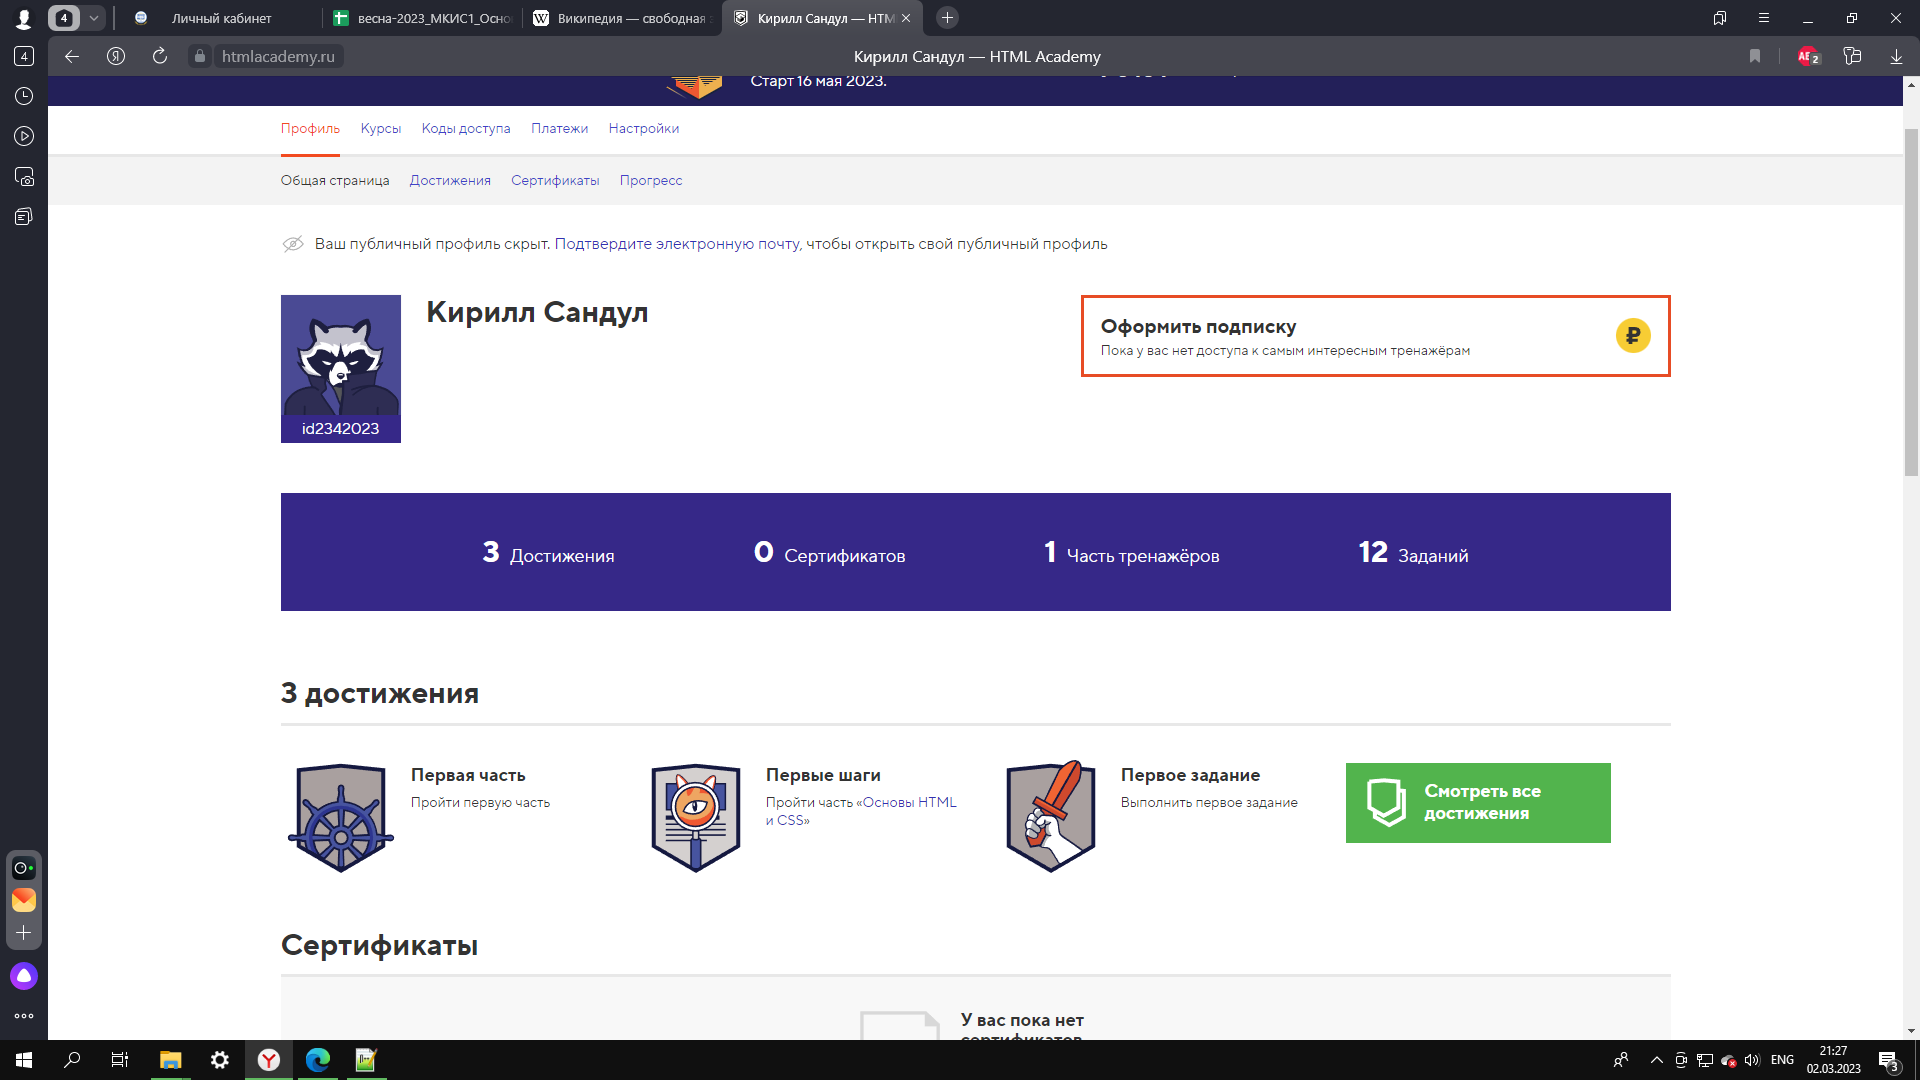 4
Личный кабинет
весна-2023_МКИС1_Осно
Википедия — свободная
Кирилл Сандул — HTM
4
htmlacademy.ru
Кирилл Сандул — HTML Academy
2
Старт 16 мая 2023.
Профиль
Курсы
Коды доступа
Платежи
Настройки
Общая страница
Достижения
Сертификаты
Прогресс
Ваш публичный профиль скрыт. Подтвердите электронную почту, чтобы открыть свой публичный профиль
Кирилл Сандул
id2342023
Оформить подписку
Пока у вас нет доступа к самым интересным тренажёрам
3 Достижения
0 Сертификатов
1 Часть тренажёров
12 Заданий
3 достижения
Первая часть
Пройти первую часть
Первые шаги
Пройти часть «Основы HTML
и CSS»
Первое задание
Выполнить первое задание
Смотреть все
достижения
Сертификаты
У вас пока нет
сертификатов
ENG
21:27
02.03.2023
3